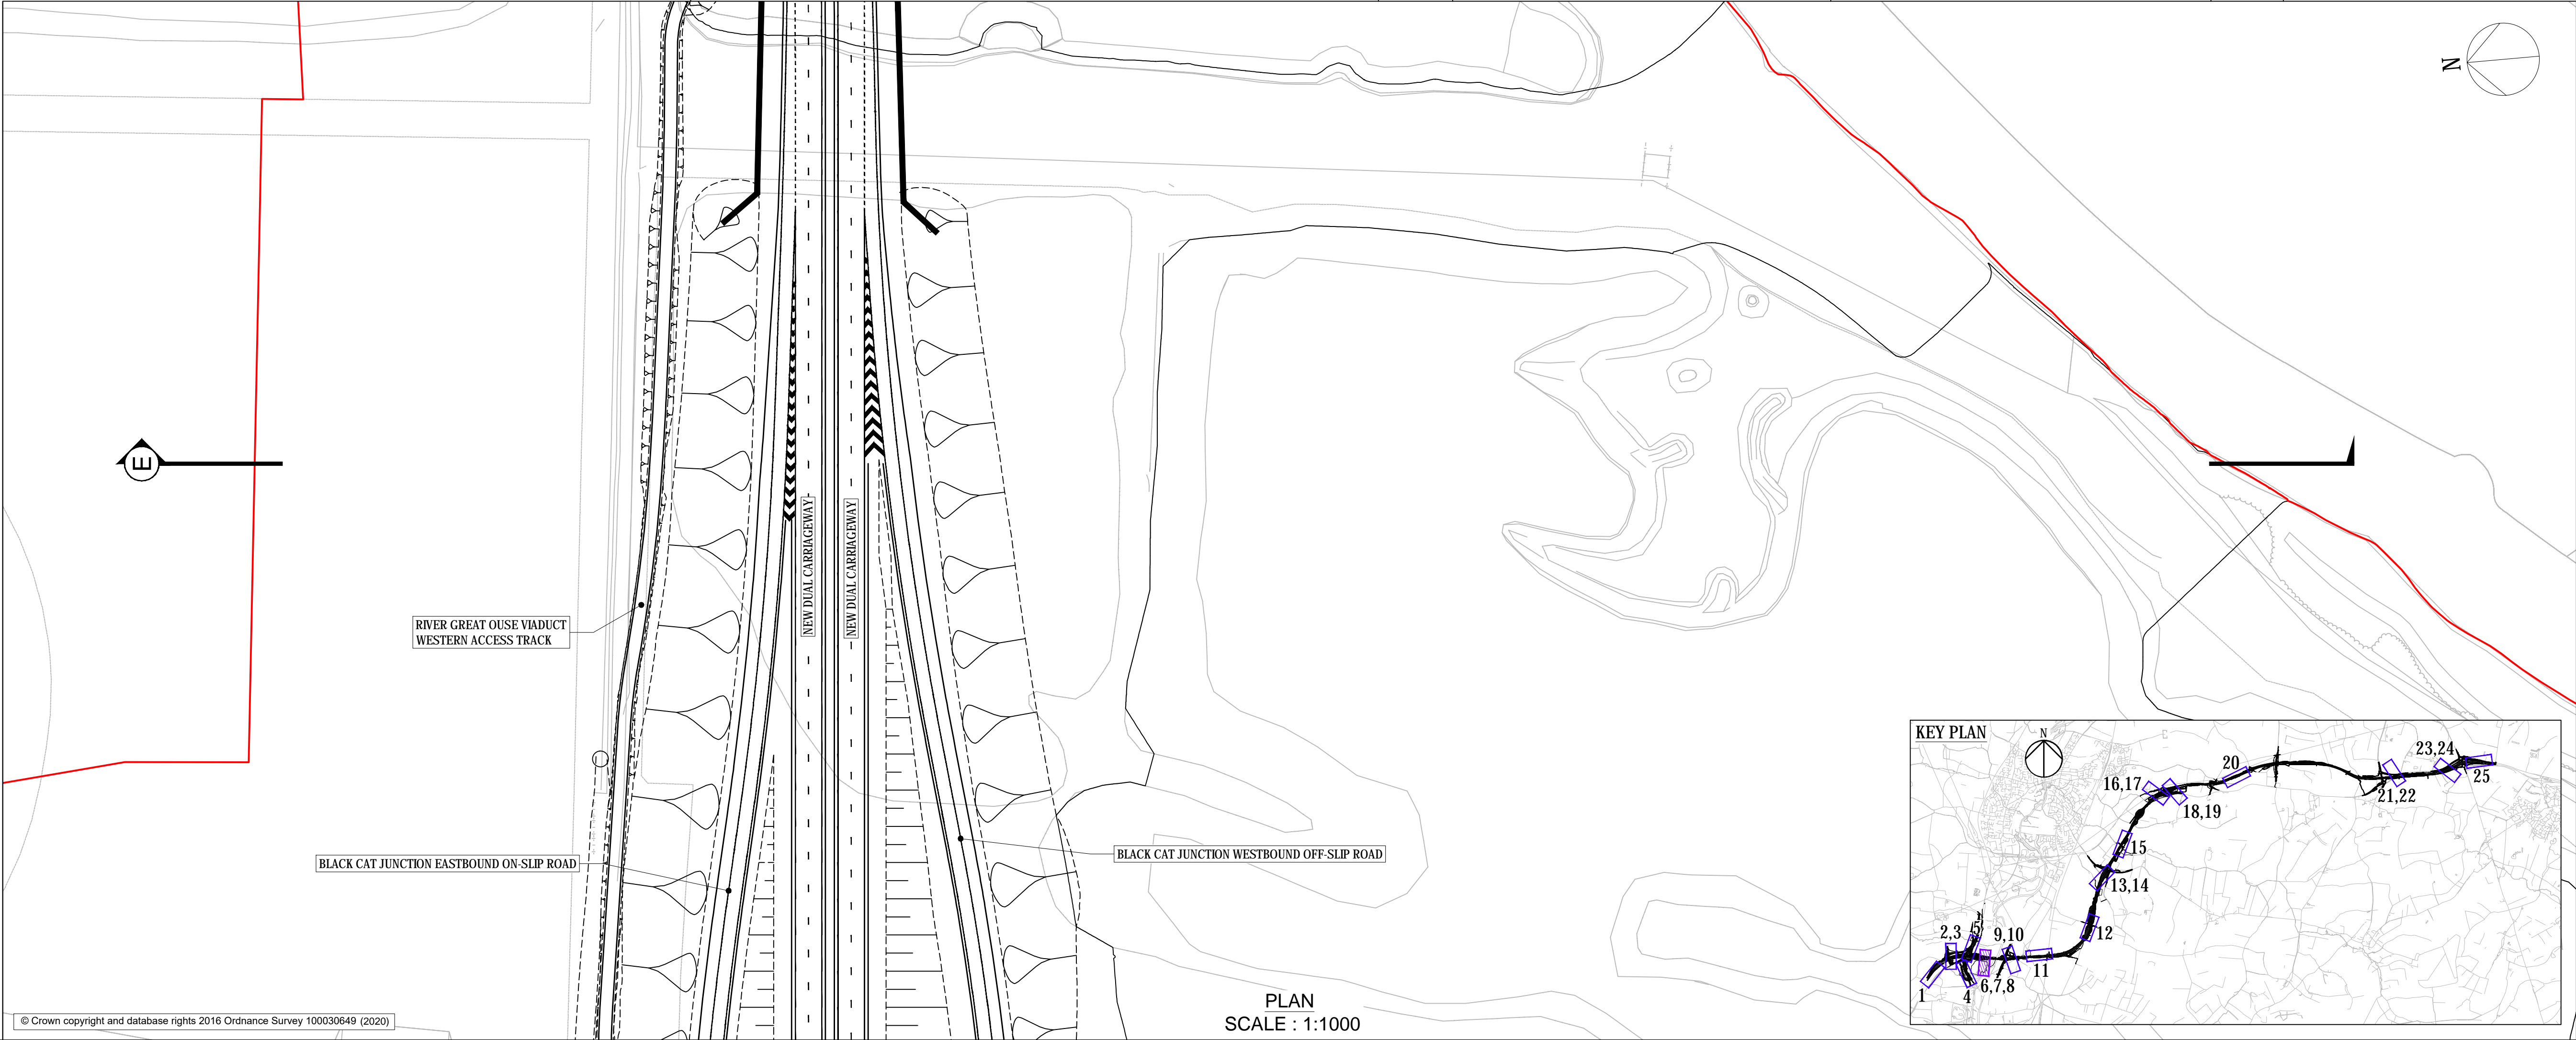 N
E
NEW DUAL CARRIAGEWAY
NEW DUAL CARRIAGEWAY
RIVER GREAT OUSE VIADUCT
WESTERN ACCESS TRACK
BLACK CAT JUNCTION EASTBOUND ON-SLIP ROAD
BLACK CAT JUNCTION WESTBOUND OFF-SLIP ROAD
PLAN
SCALE : 1:1000
© Crown copyright and database rights 2016 Ordnance Survey 100030649 (2020)
KEY PLAN
N
23,24
20
25
16,17
21,22
18,19
15
13,14
5
2,3
9,10
12
11
6,7,8
1
4